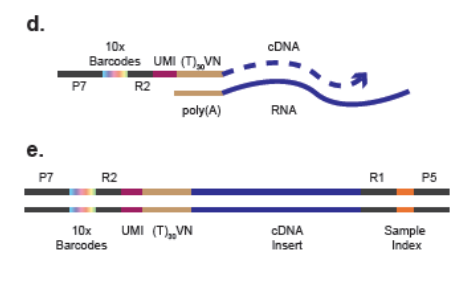 d.
10x
Barcodes UMI (T)30VN cDNA
P7 R2
poly(A) RNA
e.
P7 R2 R1 P5
10x UMI (T)30VN cDNA Sample
Barcodes Insert Index